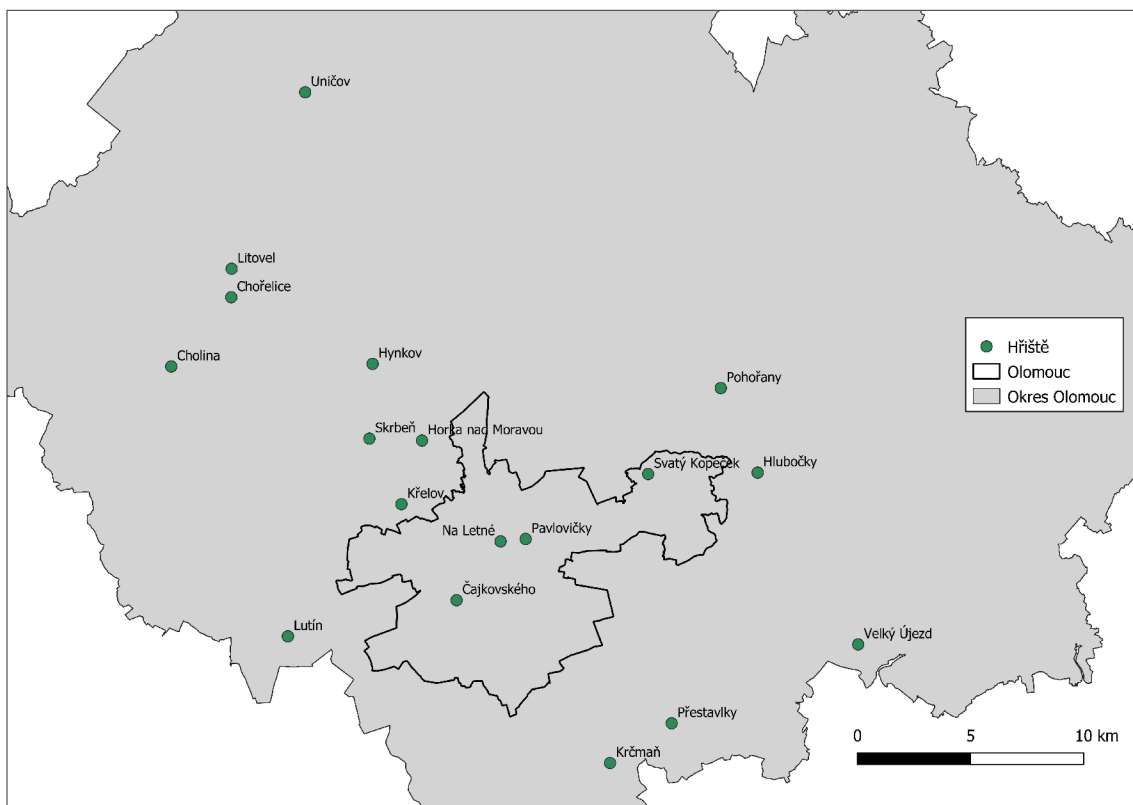 Uničov
Litovel
Chořelice
Cholina
Hynkov
Pohořany
Skrbeň
Horka nad Moravou
Svatý Kopeček
Hlubočky
Křelov
Na Letné
Pavlovičky
Čajkovského
Lutín
Velký Újezd
Přestavlky
Krčmaň
Hřiště
Olomouc
Okres Olomouc
0 5 10 km